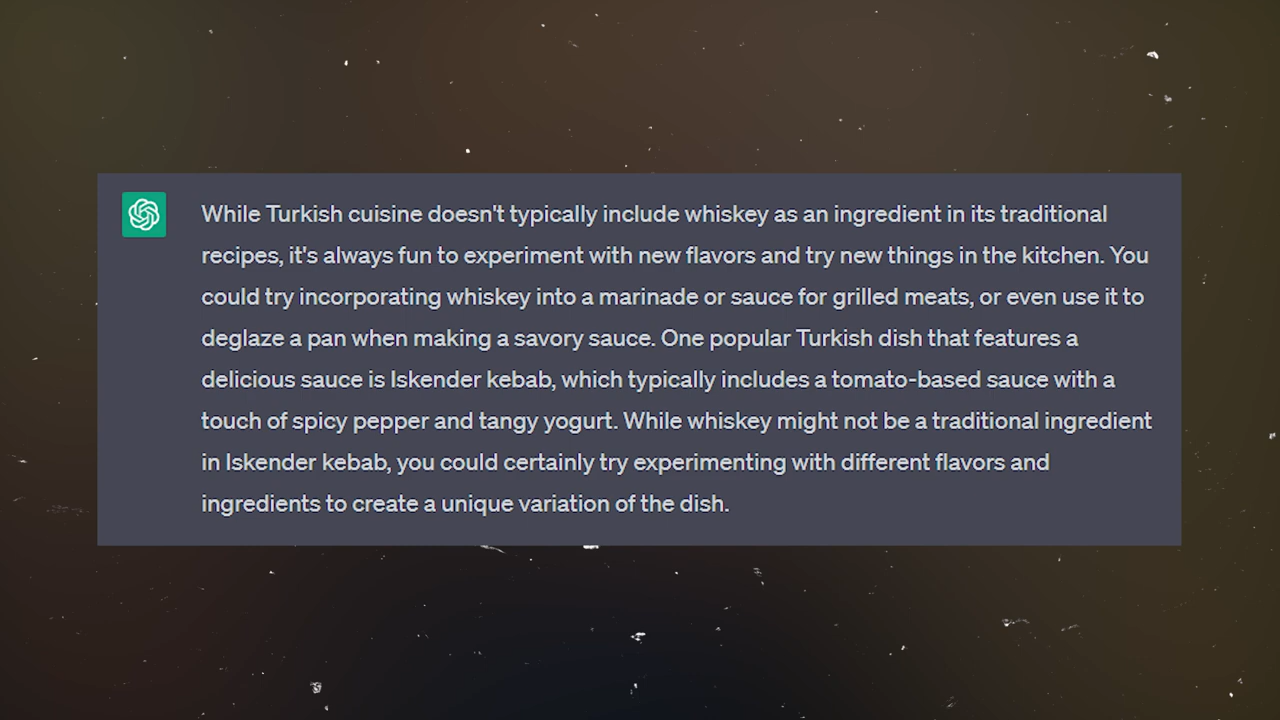 While Turkish cuisine doesn't typically include whiskey as an ingredient in its traditional
recipes, it's always fun to experiment with new flavors and try new things in the kitchen. You
could try incorporating whiskey into a marinade or sauce for grilled meats, or even use it to
deglaze a pan when making a savory sauce. One popular Turkish dish that features a
delicious sauce is Iskender kebab, which typically includes a tomato-based sauce with a
touch of spicy pepper and tangy yogurt. While whiskey might not be a traditional ingredient
in Iskender kebab, you could certainly try experimenting with different flavors and
ingredients to create a unique variation of the dish.